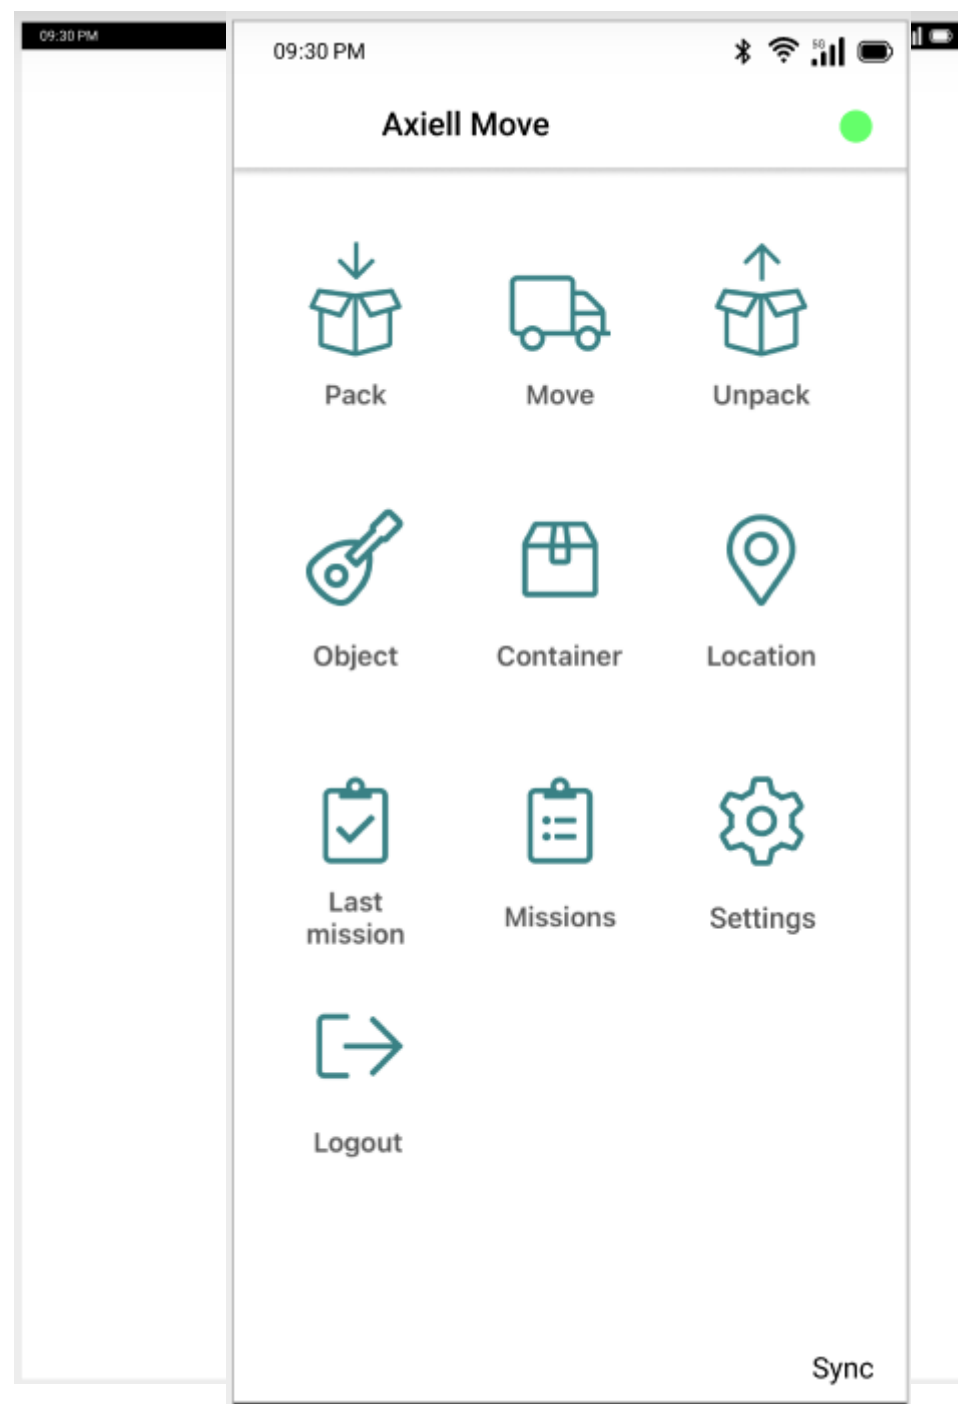 09:30 PM
09:30 PM
5G
Axiell Move
Pack
Move
Unpack
Object
Container
Location
Last
mission
Missions
Settings
Logout
Sync